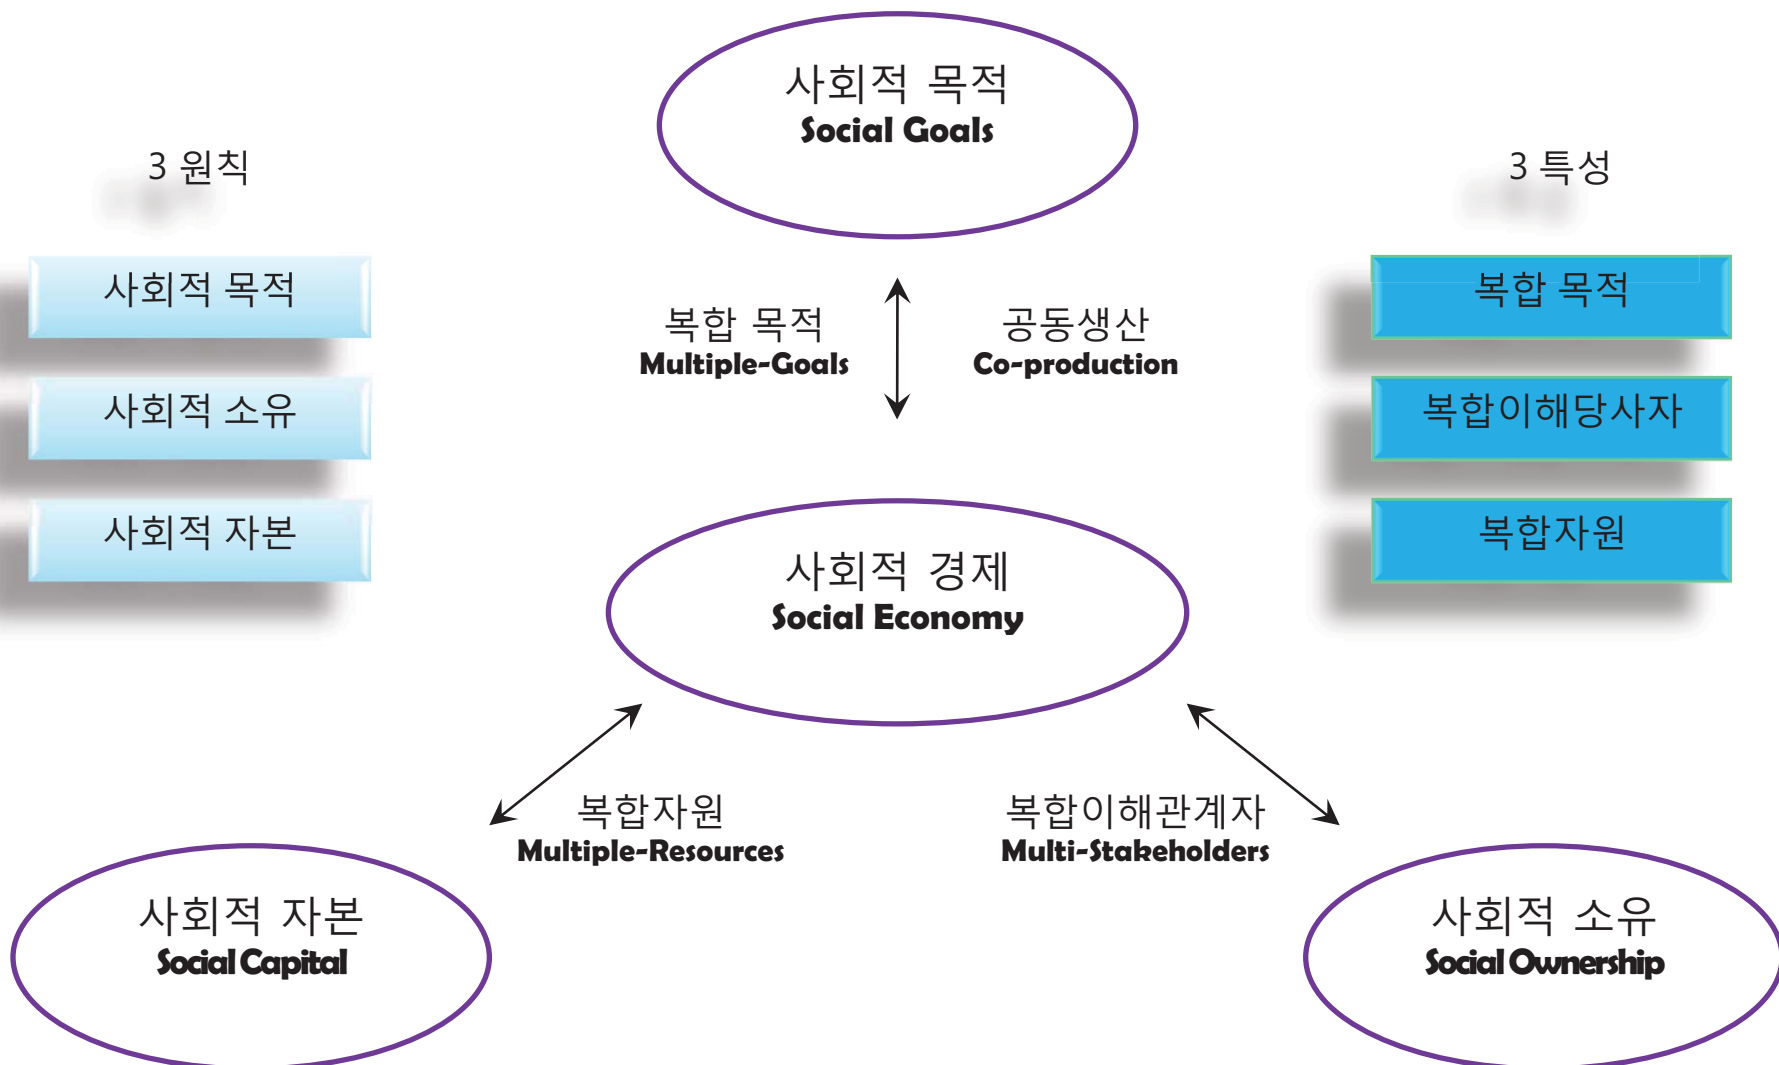 사회적 목적
Social Goals
3 원칙
사회적 목적
사회적 소유
사회적 자본
3 특성
복합 목적
복합이해당사자
복합자원
복합 목적
Multiple-Goals
공동생산
Co-production
사회적 경제
Social Economy
복합자원
Multiple-Resources
복합이해관계자
Multi-Stakeholders
사회적 자본
Social Capital
사회적 소유
Social Ownership